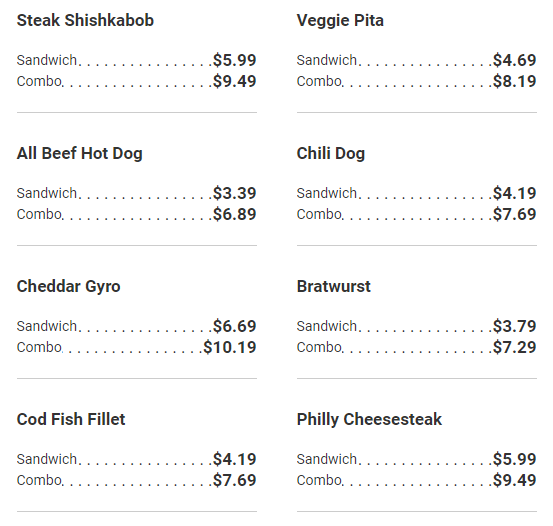 Steak Shishkabob
Sandwich. . . . . . . . . . . . . . . .$5.99
Combo. . . . . . . . . . . . . . . . . .$9.49
Veggie Pita
Sandwich. . . . . . . . . . . . . . . .$4.69
Combo. . . . . . . . . . . . . . . . . .$8.19
All Beef Hot Dog
Sandwich. . . . . . . . . . . . . . . .$3.39
Combo. . . . . . . . . . . . . . . . . .$6.89
Chili Dog
Sandwich. . . . . . . . . . . . . . . .$4.19
Combo. . . . . . . . . . . . . . . . . .$7.69
Cheddar Gyro
Sandwich. . . . . . . . . . . . . . . .$6.69
Combo. . . . . . . . . . . . . . . . .$10.19
Bratwurst
Sandwich. . . . . . . . . . . . . . . .$3.79
Combo. . . . . . . . . . . . . . . . . .$7.29
Cod Fish Fillet
Sandwich. . . . . . . . . . . . . . . .$4.19
Combo. . . . . . . . . . . . . . . . . .$7.69
Philly Cheesesteak
Sandwich. . . . . . . . . . . . . . . .$5.99
Combo. . . . . . . . . . . . . . . . . .$9.49